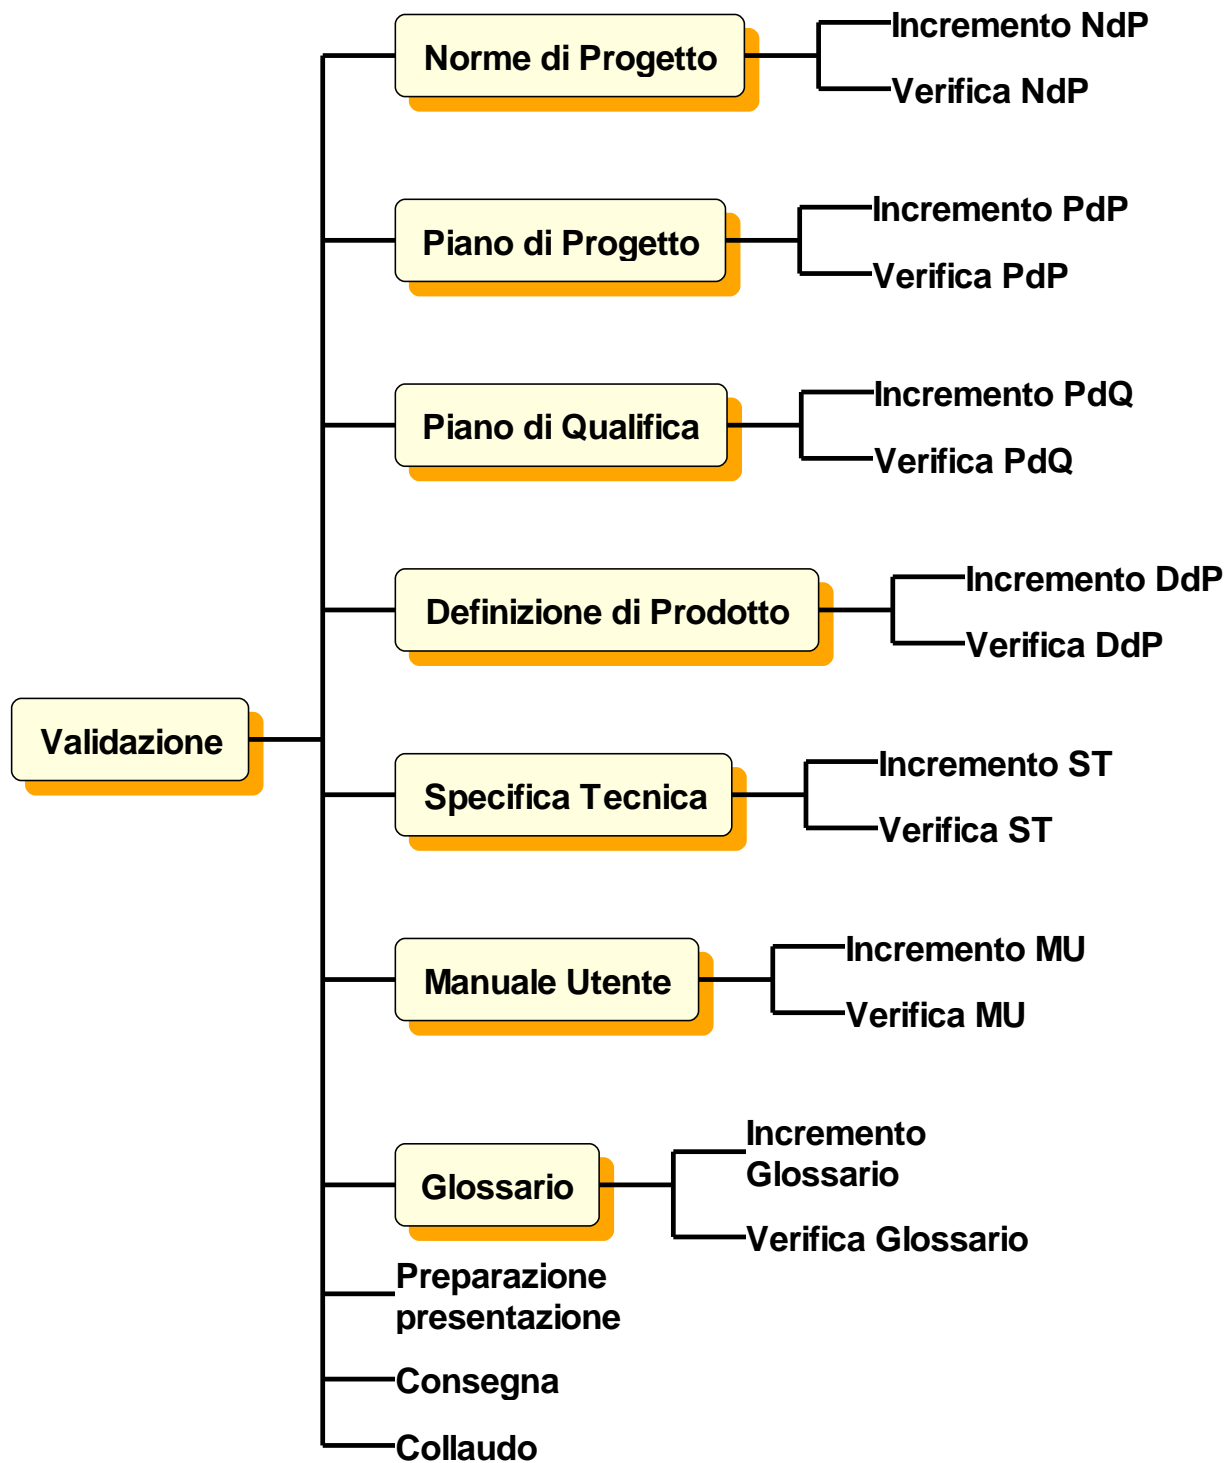 Incremento NdP
Norme di Progetto
Verifica NdP
Incremento PdP
Piano di Progetto
Verifica PdP
Incremento PdQ
Piano di Qualifica
Verifica PdQ
Incremento DdP
Definizione di Prodotto
Verifica DdP
Validazione
Incremento ST
Specifica Tecnica
Verifica ST
Incremento MU
Manuale Utente
Verifica MU
Incremento
Glossario
Glossario
Verifica Glossario
Preparazione
presentazione
Consegna
Collaudo